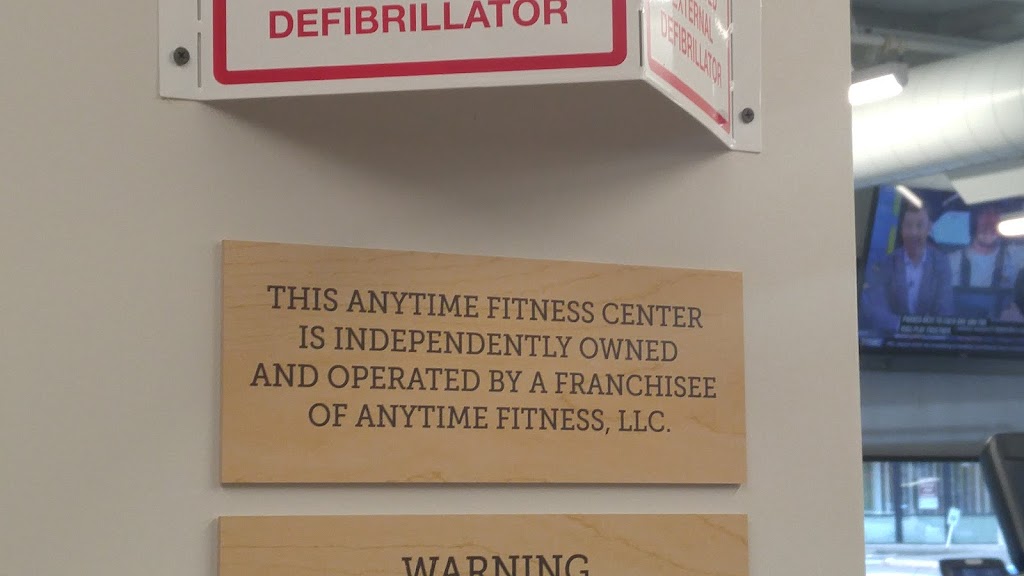 DEFIBRILLATOR
EXTERNAL
DEFIBRILLATOR
THIS ANYTIME FITNESS CENTER
IS INDEPENDENTLY OWNED
AND OPERATED BY A FRANCHISEE
OF ANYTIME FITNESS, LLC.
WARNING